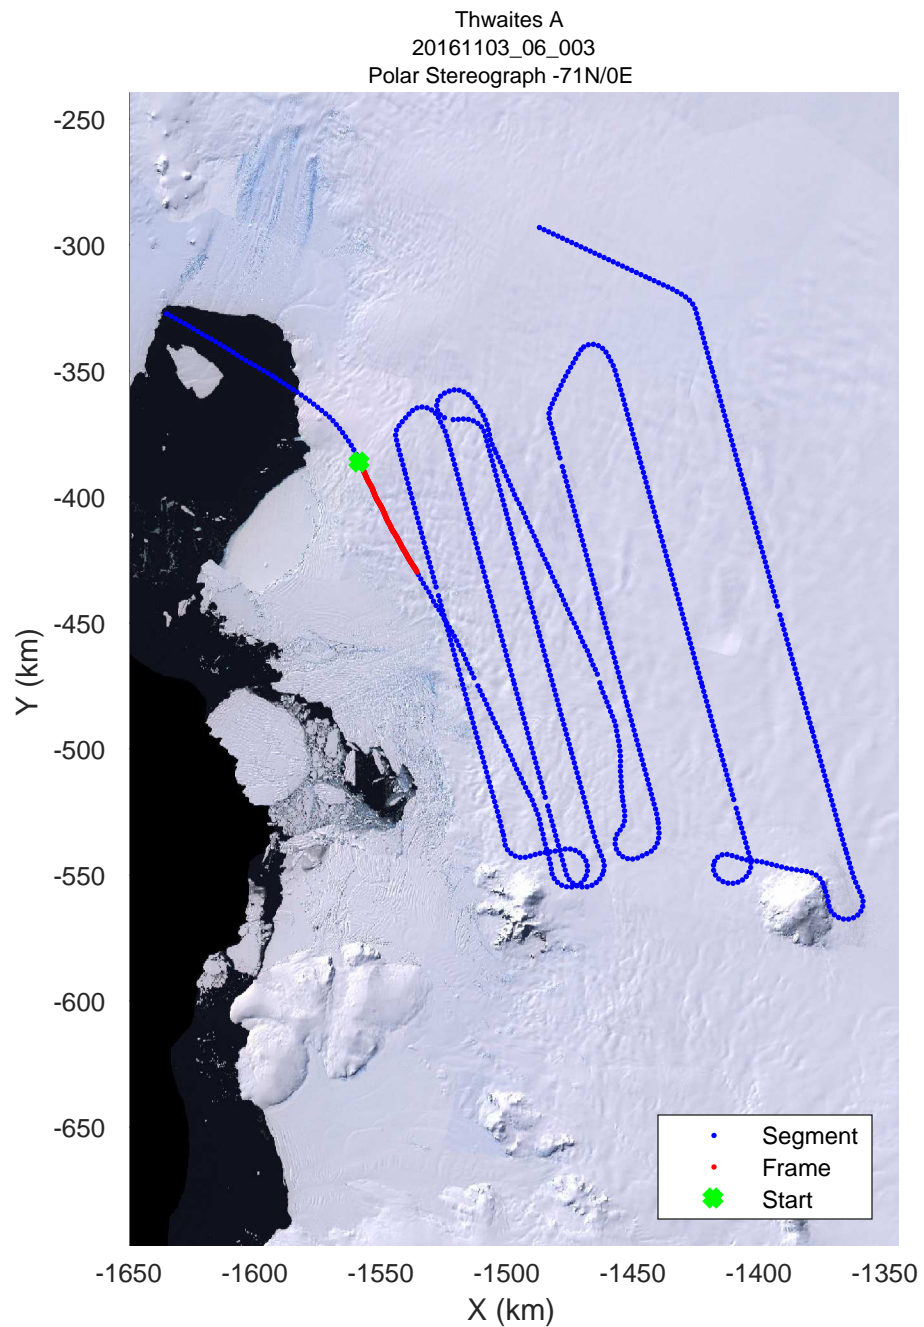 Thwaites A
20161103_06_003
Polar Stereograph -71N/0E
-250
-300
-350
-400
-450
-500
-550
-600
-650
Y (km)
Segment
Frame
Start
-1650 -1600 -1550 -1500 -1450 -1400 -1350
X (km)